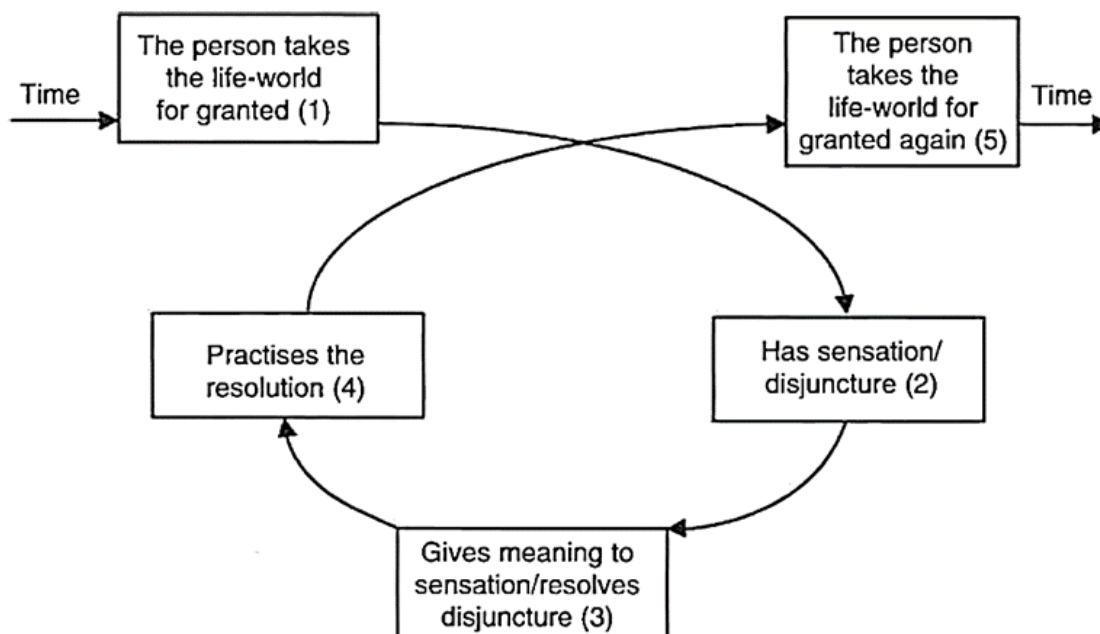 Time
The person takes
the life-world
for granted (1)
The person
takes the
life-world for
granted again (5)
Time
Has sensation/
disjuncture (2)
Gives meaning to
sensation/resolves
disjuncture (3)
Practises the
resolution (4)